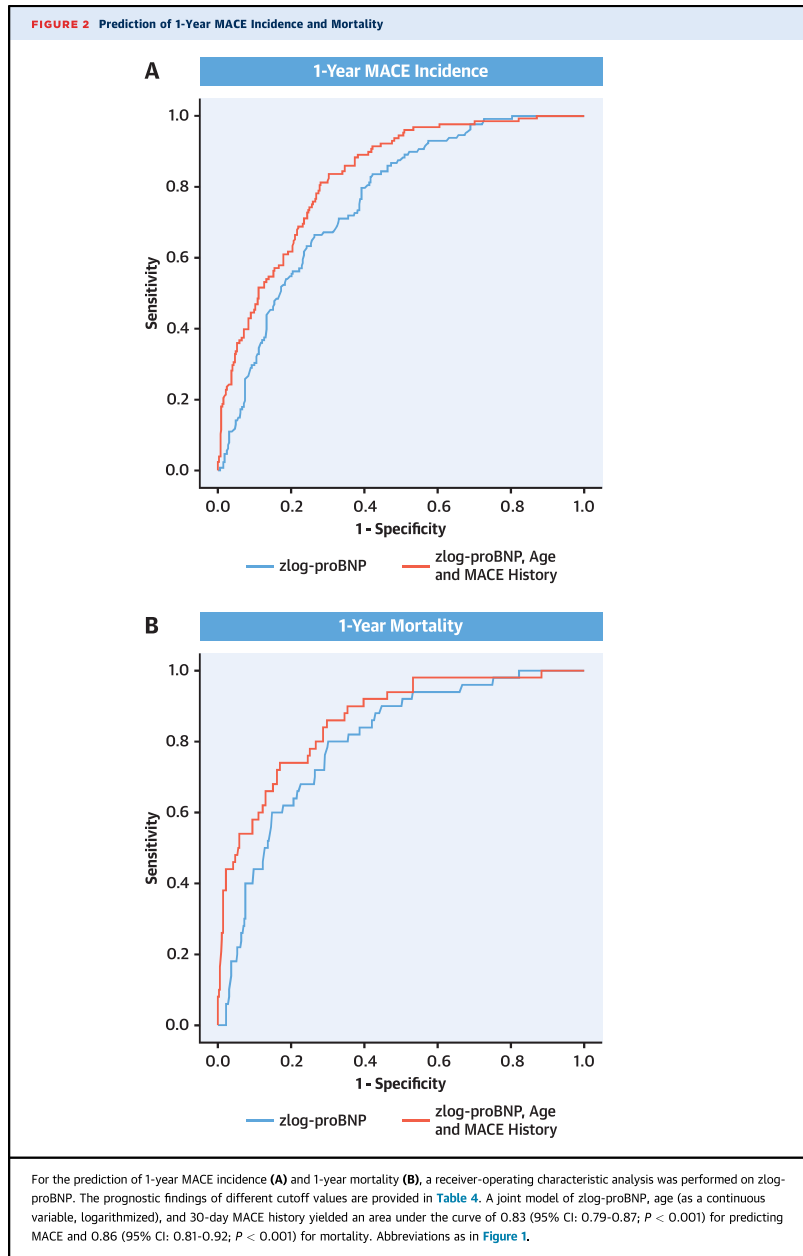 FIGURE 2 Prediction of 1-Year MACE Incidence and Mortality
A
1-Year MACE Incidence
1.0
0.8
0.6
0.4
0.2
0.0
Sensitivity
0.0 0.2 0.4 0.6 0.8 1.0
1 - Specificity
zlog-proBNP
zlog-proBNP, Age
and MACE History
B
1-Year Mortality
1.0
0.8
0.6
0.4
0.2
0.0
Sensitivity
0.0 0.2 0.4 0.6 0.8 1.0
1 - Specificity
zlog-proBNP
zlog-proBNP, Age
and MACE History
For the prediction of 1-year MACE incidence (A) and 1-year mortality (B), a receiver-operating characteristic analysis was performed on zlog-
proBNP. The prognostic findings of different cutoff values are provided in Table 4. A joint model of zlog-proBNP, age (as a continuous
variable, logarithmized), and 30-day MACE history yielded an area under the curve of 0.83 (95% CI: 0.79-0.87; P < 0.001) for predicting
MACE and 0.86 (95% CI: 0.81-0.92; P < 0.001) for mortality. Abbreviations as in Figure 1.